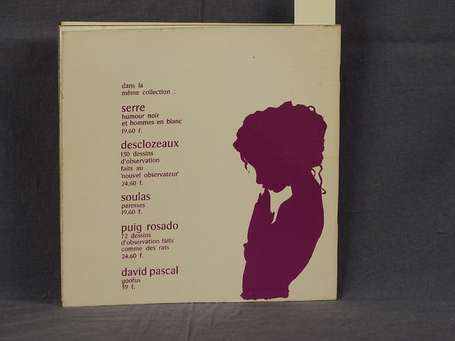 dans la
même collection :
serre
humour noir
et hommes en blanc
19,60 f.
desclozeaux
150 dessins
d'observation
faits au
'nouvel observateur'
24,60 f.
soulas
paresses
19,60 f.
puig rosado
72 dessins
d'observation faits
comme des rats
24,60 f.
david pascal
goofus
39 f.